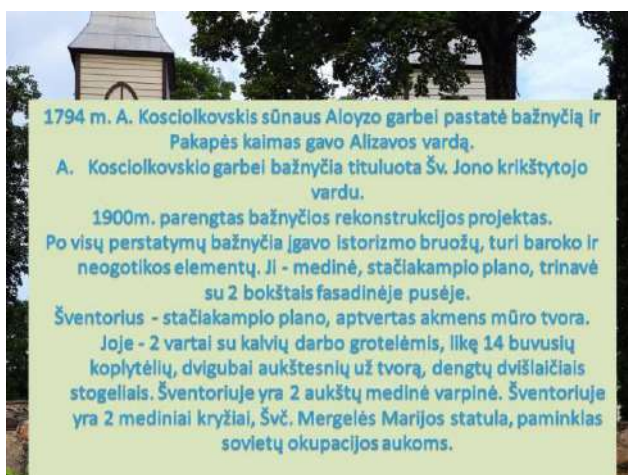 1794 m. A. Kosciolkovskis sūnaus Aloyzo garbei pastatė bažnyčią ir
Pakapės kaimas gavo Alizavos vardą.
A. Kosciolkovskio garbei bažnyčia tituluota Šv. Jono krikštytojo
vardu.
1900m. parengtas bažnyčios rekonstrukcijos projektas.
Po visų perstatymų bažnyčia įgavo istorizmo bruožų, turi baroko ir
neogotikos elementų. Ji - medinė, stačiakampio plano, trinavė
su 2 bokštais fasadinėje pusėje.
Šventorius - stačiakampio plano, aptvertas akmens mūro tvora.
Joje - 2 vartai su kalvių darbo grotelėmis, likę 14 buvusių
koplytėlių, dvigubai aukštesnių už tvorą, dengtų dvišlaičiais
stogeliais. Šventoriuje yra 2 aukštų medinė varpinė. Šventoriuje
yra 2 mediniai kryžiai, Švč. Mergelės Marijos statula, paminklas
sovietų okupacijos aukoms.